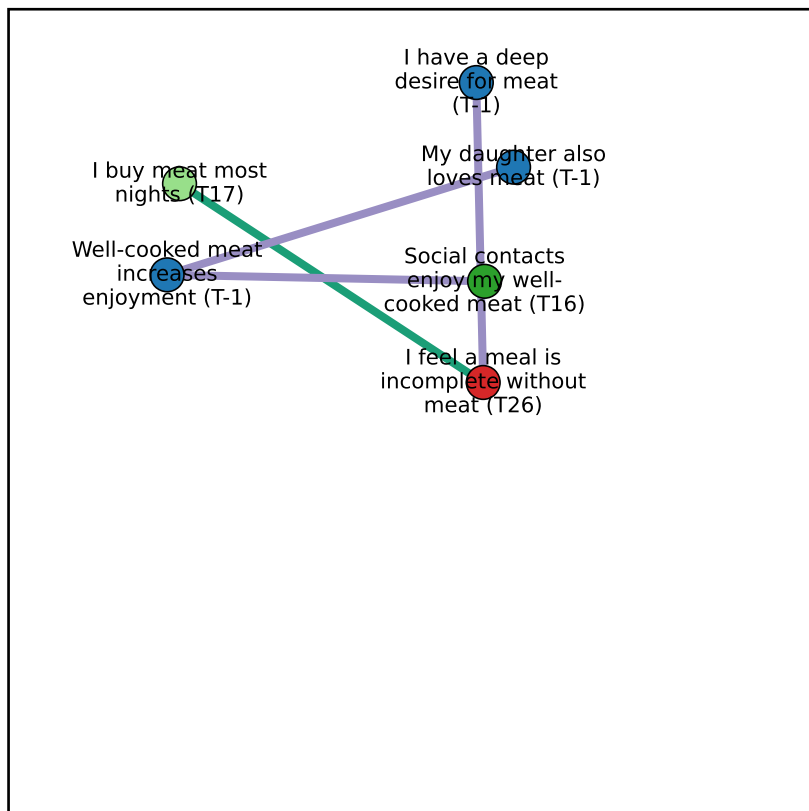 I have a deep
desire for meat
(T-1)
My daughter also
loves meat (T-1)
I buy meat most
nights (T17)
Well-cooked meat
increases
enjoyment (T-1)
Social contacts
enjoy my well-
cooked meat (T16)
I feel a meal is
incomplete without
meat (T26)